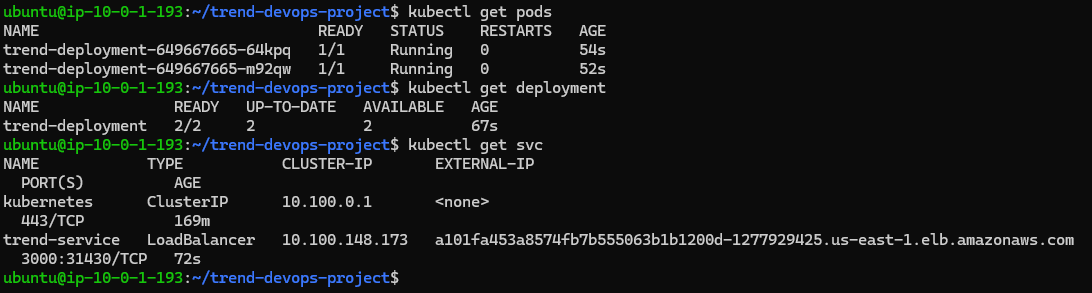 ubuntu@ip-10-0-1-193:~/trend-devops-project$ kubectl get pods
NAME                               READY   STATUS    RESTARTS   AGE
trend-deployment-649667665-64kpq   1/1     Running   0          54s
trend-deployment-649667665-m92qw   1/1     Running   0          52s
ubuntu@ip-10-0-1-193:~/trend-devops-project$ kubectl get deployment
NAME               READY   UP-TO-DATE   AVAILABLE   AGE
trend-deployment   2/2     2            2           67s
ubuntu@ip-10-0-1-193:~/trend-devops-project$ kubectl get svc
NAME            TYPE           CLUSTER-IP       EXTERNAL-IP
  PORT(S)          AGE
kubernetes      ClusterIP      10.100.0.1       <none>
  443/TCP          169m
trend-service   LoadBalancer   10.100.148.173   a101fa453a8574fb7b555063b1b1200d-1277929425.us-east-1.elb.amazonaws.com
  3000:31430/TCP   72s
ubuntu@ip-10-0-1-193:~/trend-devops-project$